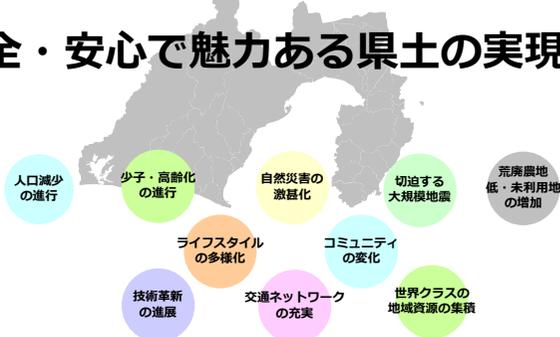 全・安心で魅力ある県土の実現
人口減少
の進行
少子・高齢化
の進行
自然災害の
激甚化
切迫する
大規模地震
荒廃農地
低・未利用地
の増加
ライフスタイル
の多様化
コミュニティ
の変化
技術革新
の進展
交通ネットワーク
の充実
世界クラスの
地域資源の集積